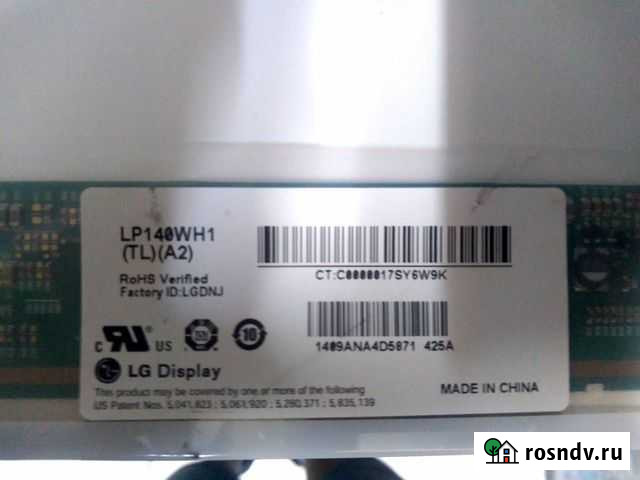 LP140WH1
(TL)(A2)
RoHS Verified
Factory ID:LGDNJ
CT:C0000017SY6W9K
1409ANA4D5871 425A
c RU US 10
LG Display
This product may be covered by one or more of the following
US Patent Nos. 5,041,823 ; 5,061,920 ; 5,280,371 ; 5,835,139
MADE IN CHINA
rosndv.ru